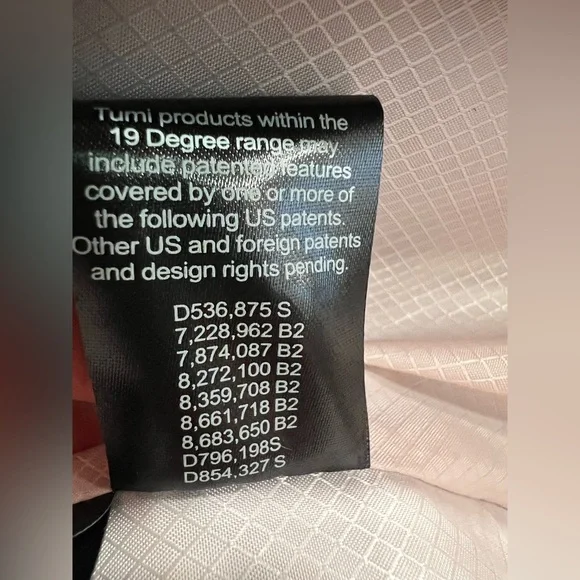 Tumi products within the
19 Degree range may
include patented features
covered by one or more of
the following US patents.
Other US and foreign patents
and design rights pending.
D536,875 S
7,228,962 B2
7,874,087 B2
8,272,100 B2
8,359,708 B2
8,661,718 B2
8,683,650 B2
D796,198S
D854,327 S